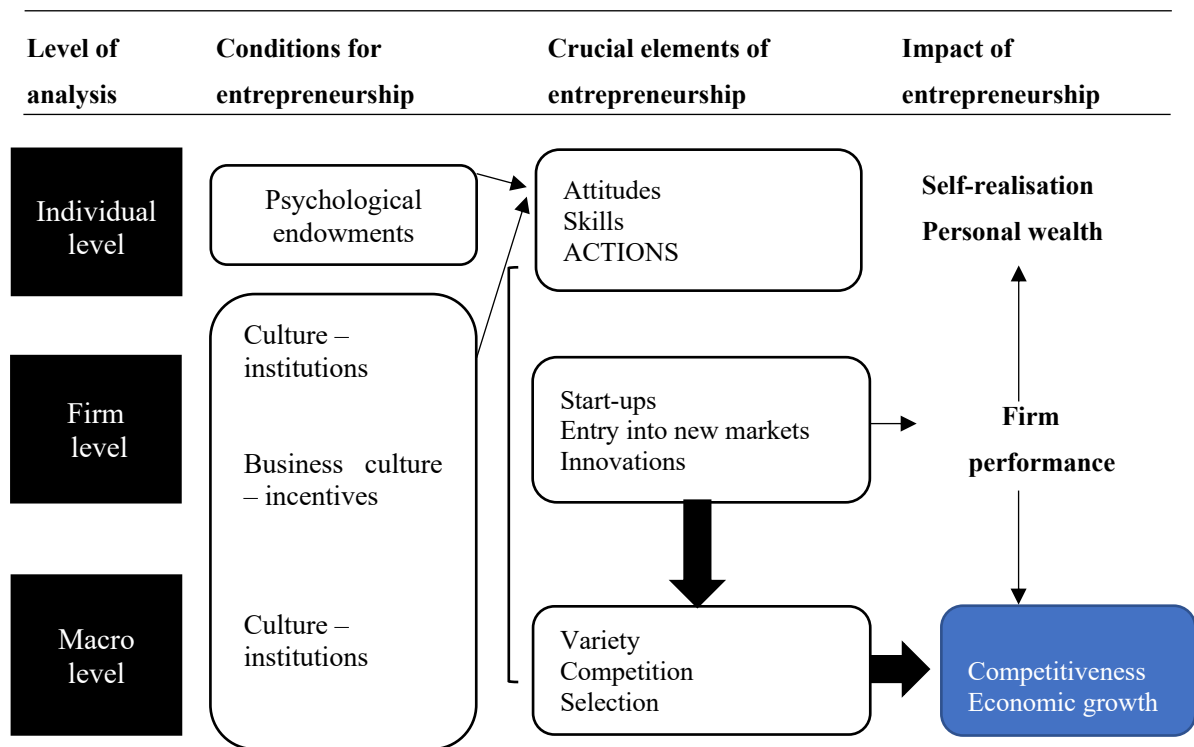 Level of
analysis
Conditions for
entrepreneurship
Crucial elements of
entrepreneurship
Impact of
entrepreneurship
Individual
level
Psychological
endowments
Attitudes
Skills
ACTIONS
Self-realisation
Personal wealth
Culture –
institutions
Firm
level
Business culture
– incentives
Start-ups
Entry into new markets
Innovations
Firm
performance
Macro
level
Culture –
institutions
Variety
Competition
Selection
Competitiveness
Economic growth